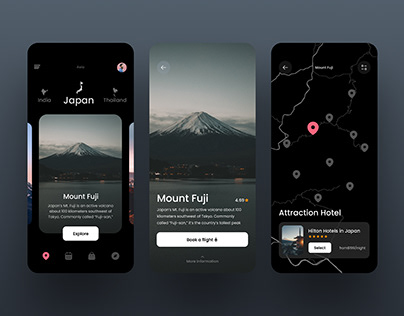 India
Japan
Thailand
Mount Fuji
Japan's Mt. Fuji is an active volcano
about 100 kilometers southwest of
Tokyo. Commonly called "Fuji-san,"
Explore
Mount Fuji
4.89
Japan's Mt. Fuji is an active volcano about 100
kilometers southwest of Tokyo. Commonly
called "Fuji-san," it's the country's tallest peak
Book a flight
More Information
Mount Fuji
Attraction Hotel
Hilton Hotels in Japan
Select